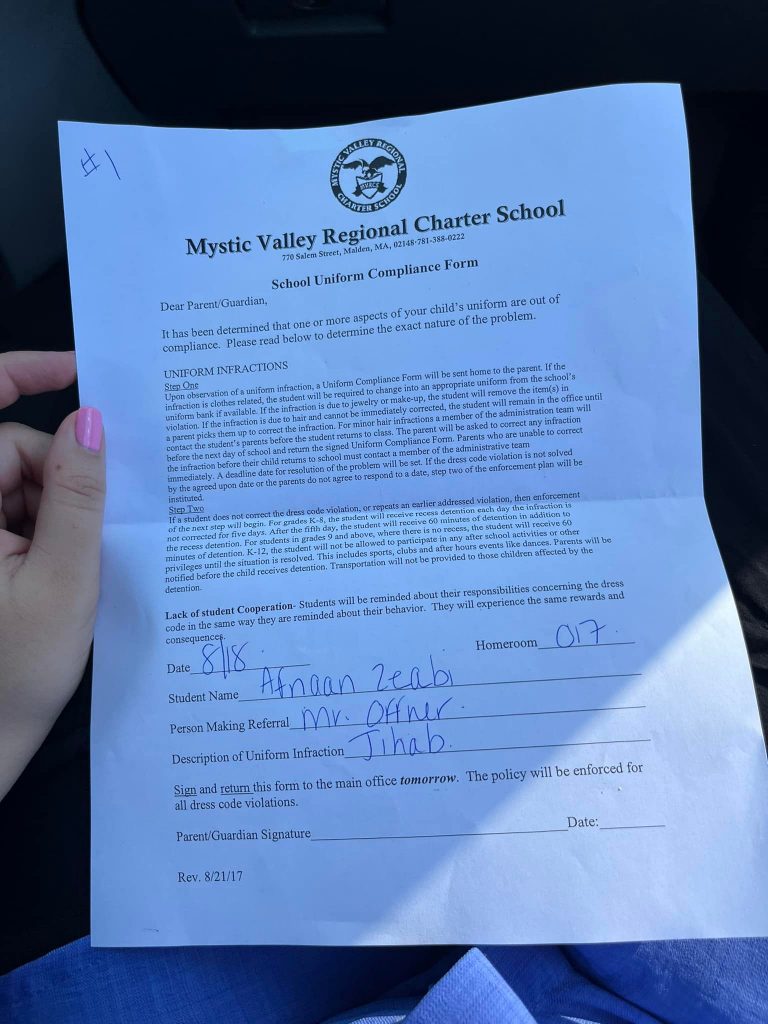 #1
MYSTIC VALLEY REGIONAL
MVRCS
CHARTER SCHOOL
Mystic Valley Regional Charter School
770 Salem Street, Malden, MA, 02148·781-388-0222
School Uniform Compliance Form
Dear Parent/Guardian,
It has been determined that one or more aspects of your child's uniform are out of
compliance. Please read below to determine the exact nature of the problem.
UNIFORM INFRACTIONS
Step One
Upon observation of a uniform infraction, a Uniform Compliance Form will be sent home to the parent. If the
infraction is clothes related, the student will be required to change into an appropriate uniform from the school's
uniform bank if available. If the infraction is due to jewelry or make-up, the student will remove the item(s) in
violation. If the infraction is due to hair and cannot be immediately corrected, the student will remain in the office until
a parent picks them up to correct the infraction. For minor hair infractions a member of the administration team will
contact the student's parents before the student returns to class. The parent will be asked to correct any infraction
before the next day of school and return the signed Uniform Compliance Form. Parents who are unable to correct
the infraction before their child returns to school must contact a member of the administrative team
immediately. A deadline date for resolution of the problem will be set. If the dress code violation is not solved
by the agreed upon date or the parents do not agree to respond to a date, step two of the enforcement plan will be
instituted.
Step Two
If a student does not correct the dress code violation, or repeats an earlier addressed violation, then enforcement
of the next step will begin. For grades K-8, the student will receive recess detention each day the infraction is
not corrected for five days. After the fifth day, the student will receive 60 minutes of detention in addition to
the recess detention. For students in grades 9 and above, where there is no recess, the student will receive 60
minutes of detention. K-12, the student will not be allowed to participate in any after school activities or other
privileges until the situation is resolved. This includes sports, clubs and after hours events like dances. Parents will be
notified before the child receives detention. Transportation will not be provided to those children affected by the
detention.
Lack of student Cooperation- Students will be reminded about their responsibilities concerning the dress
code in the same way they are reminded about their behavior. They will experience the same rewards and
consequences.
Date 8/18. Homeroom 017.
Student Name Afnaan Zeabi
Person Making Referral Mr. Offner.
Description of Uniform Infraction Jihab.
Sign and return this form to the main office tomorrow. The policy will be enforced for
all dress code violations.
Parent/Guardian Signature Date:
Rev. 8/21/17